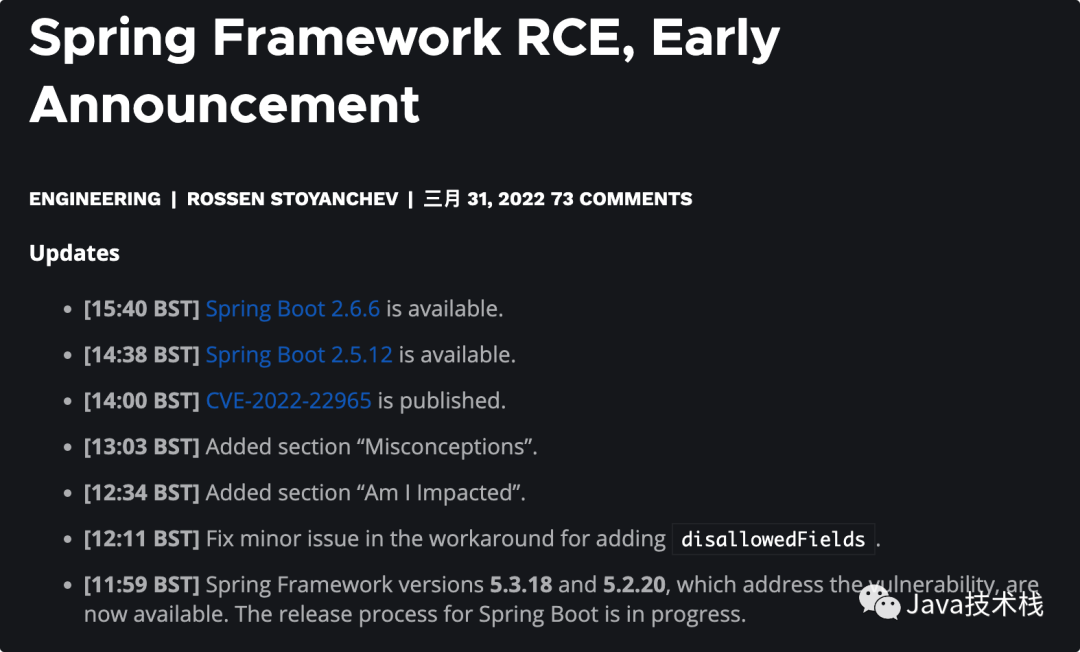 Spring Framework RCE, Early
Announcement
ENGINEERING | ROSSEN STOYANCHEV | 三月 31, 2022 73 COMMENTS
Updates
• [15:40 BST] Spring Boot 2.6.6 is available.
• [14:38 BST] Spring Boot 2.5.12 is available.
• [14:00 BST] CVE-2022-22965 is published.
• [13:03 BST] Added section “Misconceptions”.
• [12:34 BST] Added section “Am I Impacted”.
• [12:11 BST] Fix minor issue in the workaround for adding disallowedFields.
• [11:59 BST] Spring Framework versions 5.3.18 and 5.2.20, which address the vulnerability, are
now available. The release process for Spring Boot is in progress.
Java技术栈